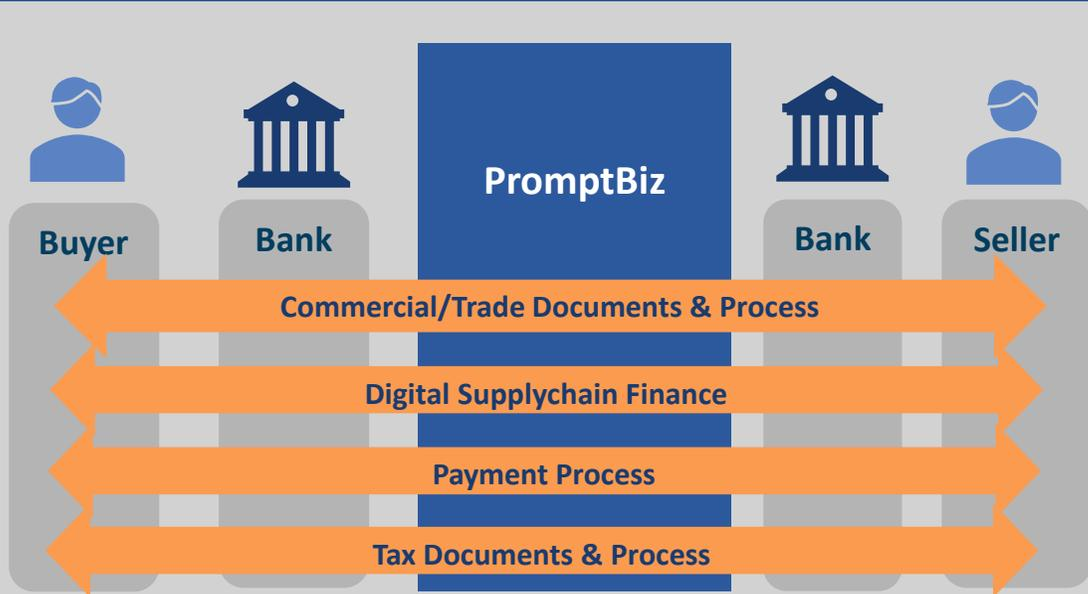 PromptBiz
Buyer
Bank
Bank
Seller
Commercial/Trade Documents & Process
Digital Supplychain Finance
Payment Process
Tax Documents & Process